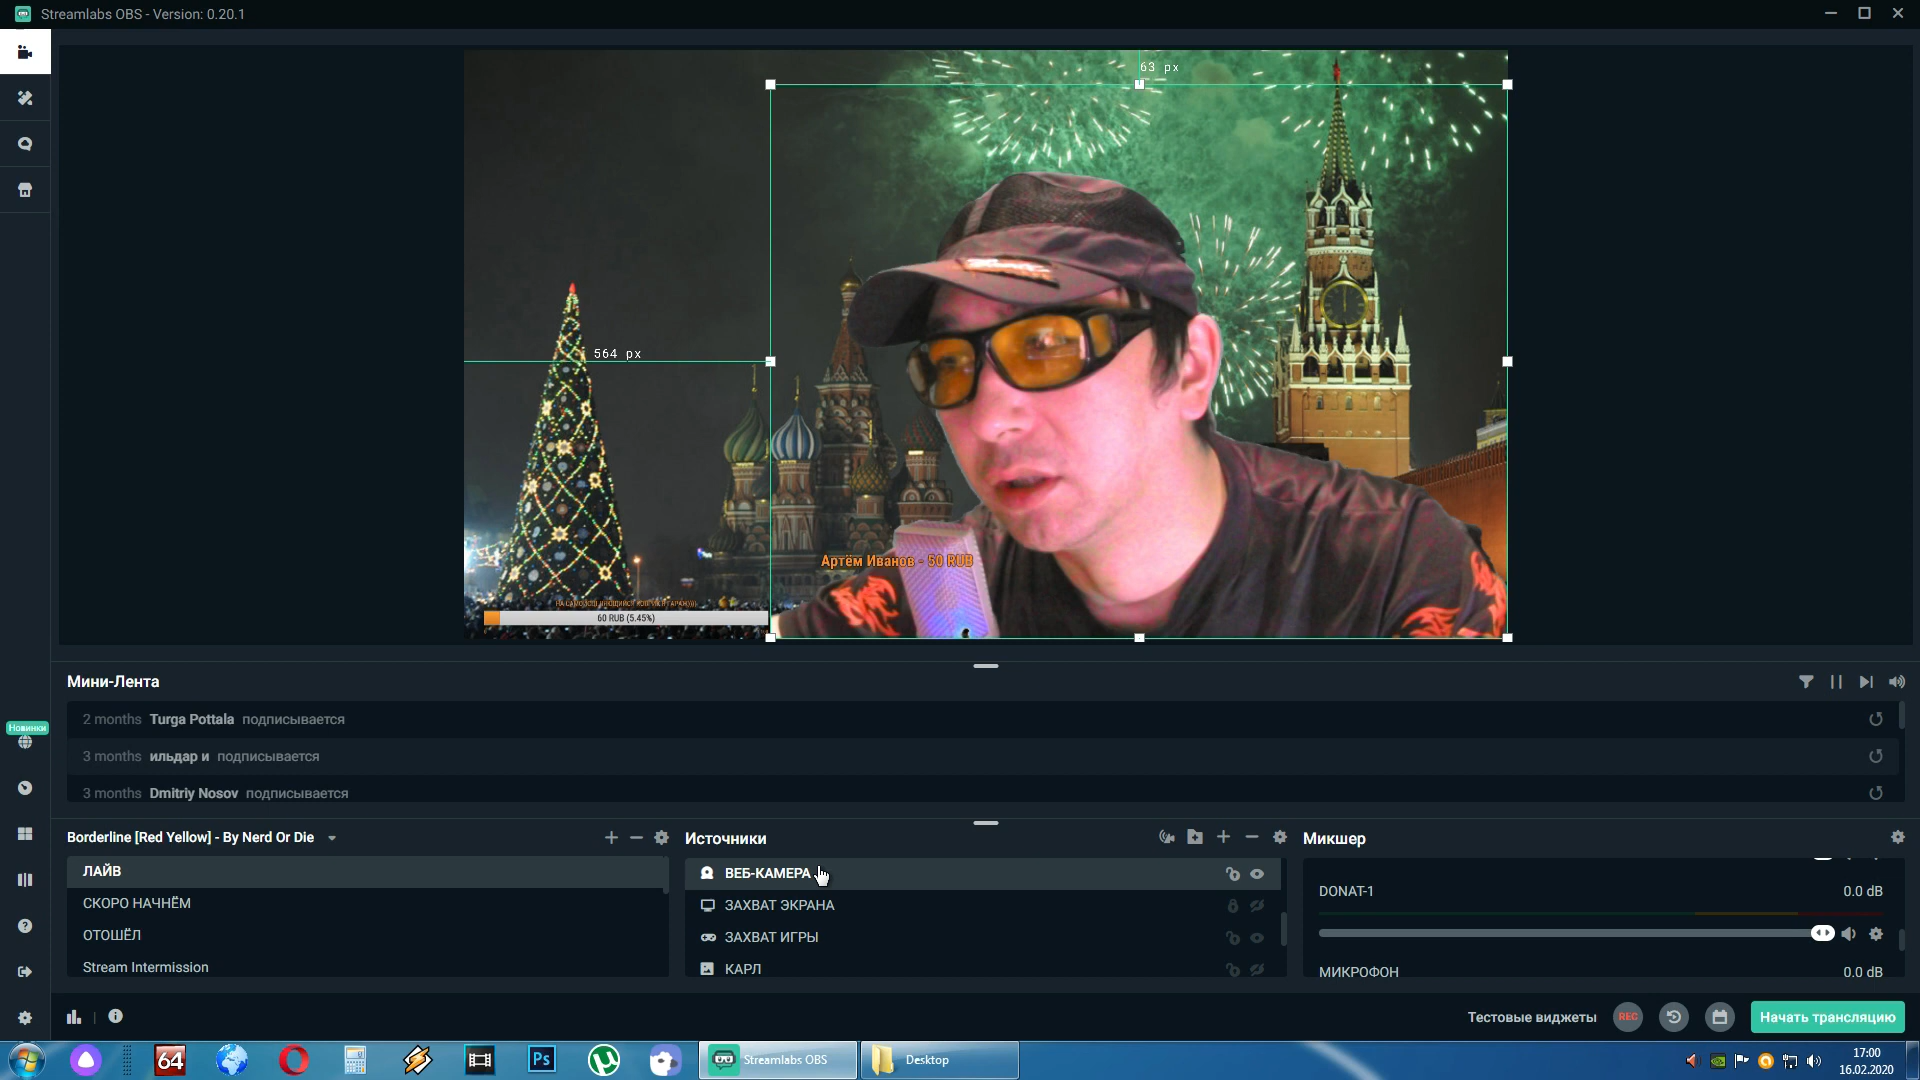 Streamlabs OBS - Version: 0.20.1
63 px
564 px
Артём Иванов - 50 RUB
60 RUB (5.45%)
Мини-Лента
2 months Turga Pottala подписывается
Новинки
3 months ильдар и подписывается
3 months Dmitriy Nosov подписывается
Borderline [Red Yellow] - By Nerd Or Die
ЛАЙВ
СКОРО НАЧНЁМ
ОТОШЁЛ
Stream Intermission
Источники
ВЕБ-КАМЕРА
ЗАХВАТ ЭКРАНА
ЗАХВАТ ИГРЫ
КАРЛ
Микшер
DONAT-1 0.0 dB
МИКРОФОН 0.0 dB
Тестовые виджеты
REC
Начать трансляцию
64
Ps
Streamlabs OBS
Desktop
17:00
16.02.2020